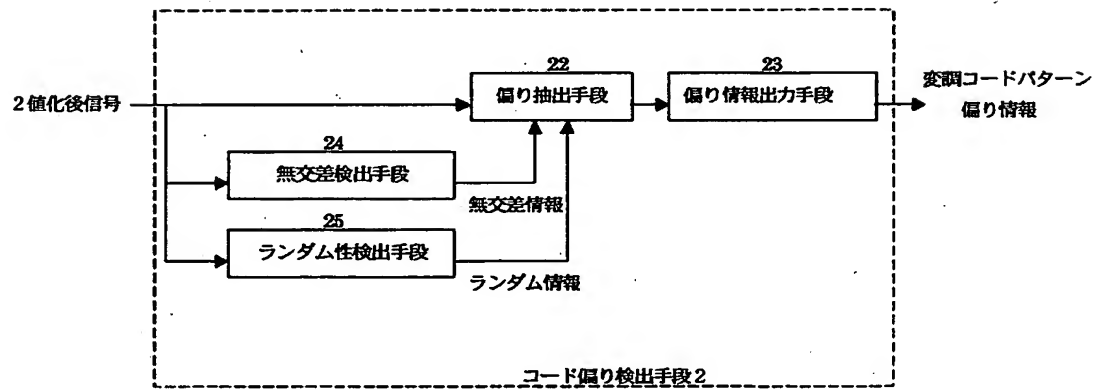 22
23
2値化後信号
偏り抽出手段
偏り情報出力手段
変調コードパターン
偏り情報
24
無交差検出手段
無交差情報
25
ランダム性検出手段
ランダム情報
コード偏り検出手段2